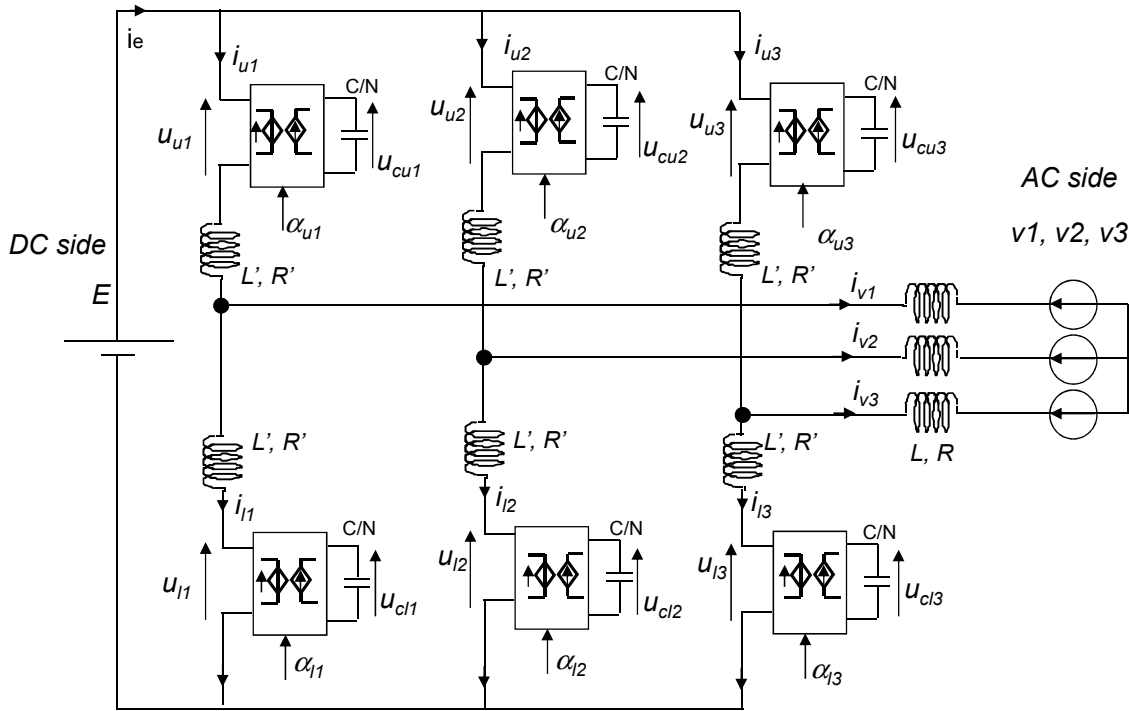 ie
iu1
iu2
iu3
C/N
C/N
C/N
uu1
uu2
uu3
ucu1
ucu2
ucu3
αu1
αu2
αu3
AC side
v1, v2, v3
DC side
E
L’, R’
L’, R’
L’, R’
iv1
iv2
iv3
L, R
L’, R’
L’, R’
L’, R’
il1
il2
il3
C/N
C/N
C/N
ul1
ul2
ul3
ucl1
ucl2
ucl3
αl1
αl2
αl3